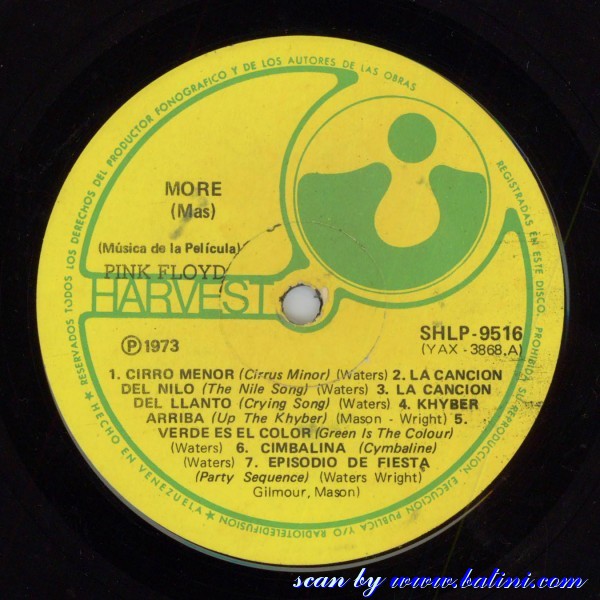 RESERVADOS TODOS LOS DERECHOS DEL PRODUCTOR FONOGRAFICO Y DE LOS AUTORES DE LAS OBRAS
REGISTRADAS EN ESTE DISCO. PROHIBIDA SU REPRODUCCION, EJECUCION PUBLICA Y/O RADIOTELEDIFUSION
★ HECHO EN VENEZUELA ★
MORE
(Mas)
(Música de la Película)
PINK FLOYD
HARVEST
Ⓟ 1973
SHLP-9516
(YAX - 3868,A)
1. CIRRO MENOR (Cirrus Minor) (Waters) 2. LA CANCION
DEL NILO (The Nile Song) (Waters) 3. LA CANCION
DEL LLANTO (Crying Song) (Waters) 4. KHYBER
ARRIBA (Up The Khyber) (Mason - Wright) 5.
VERDE ES EL COLOR (Green Is The Colour)
(Waters) 6. CIMBALINA (Cymbaline)
(Waters) 7. EPISODIO DE FIESTA
(Party Sequence) (Waters Wright)
Gilmour, Mason)
scan by www.batini.com